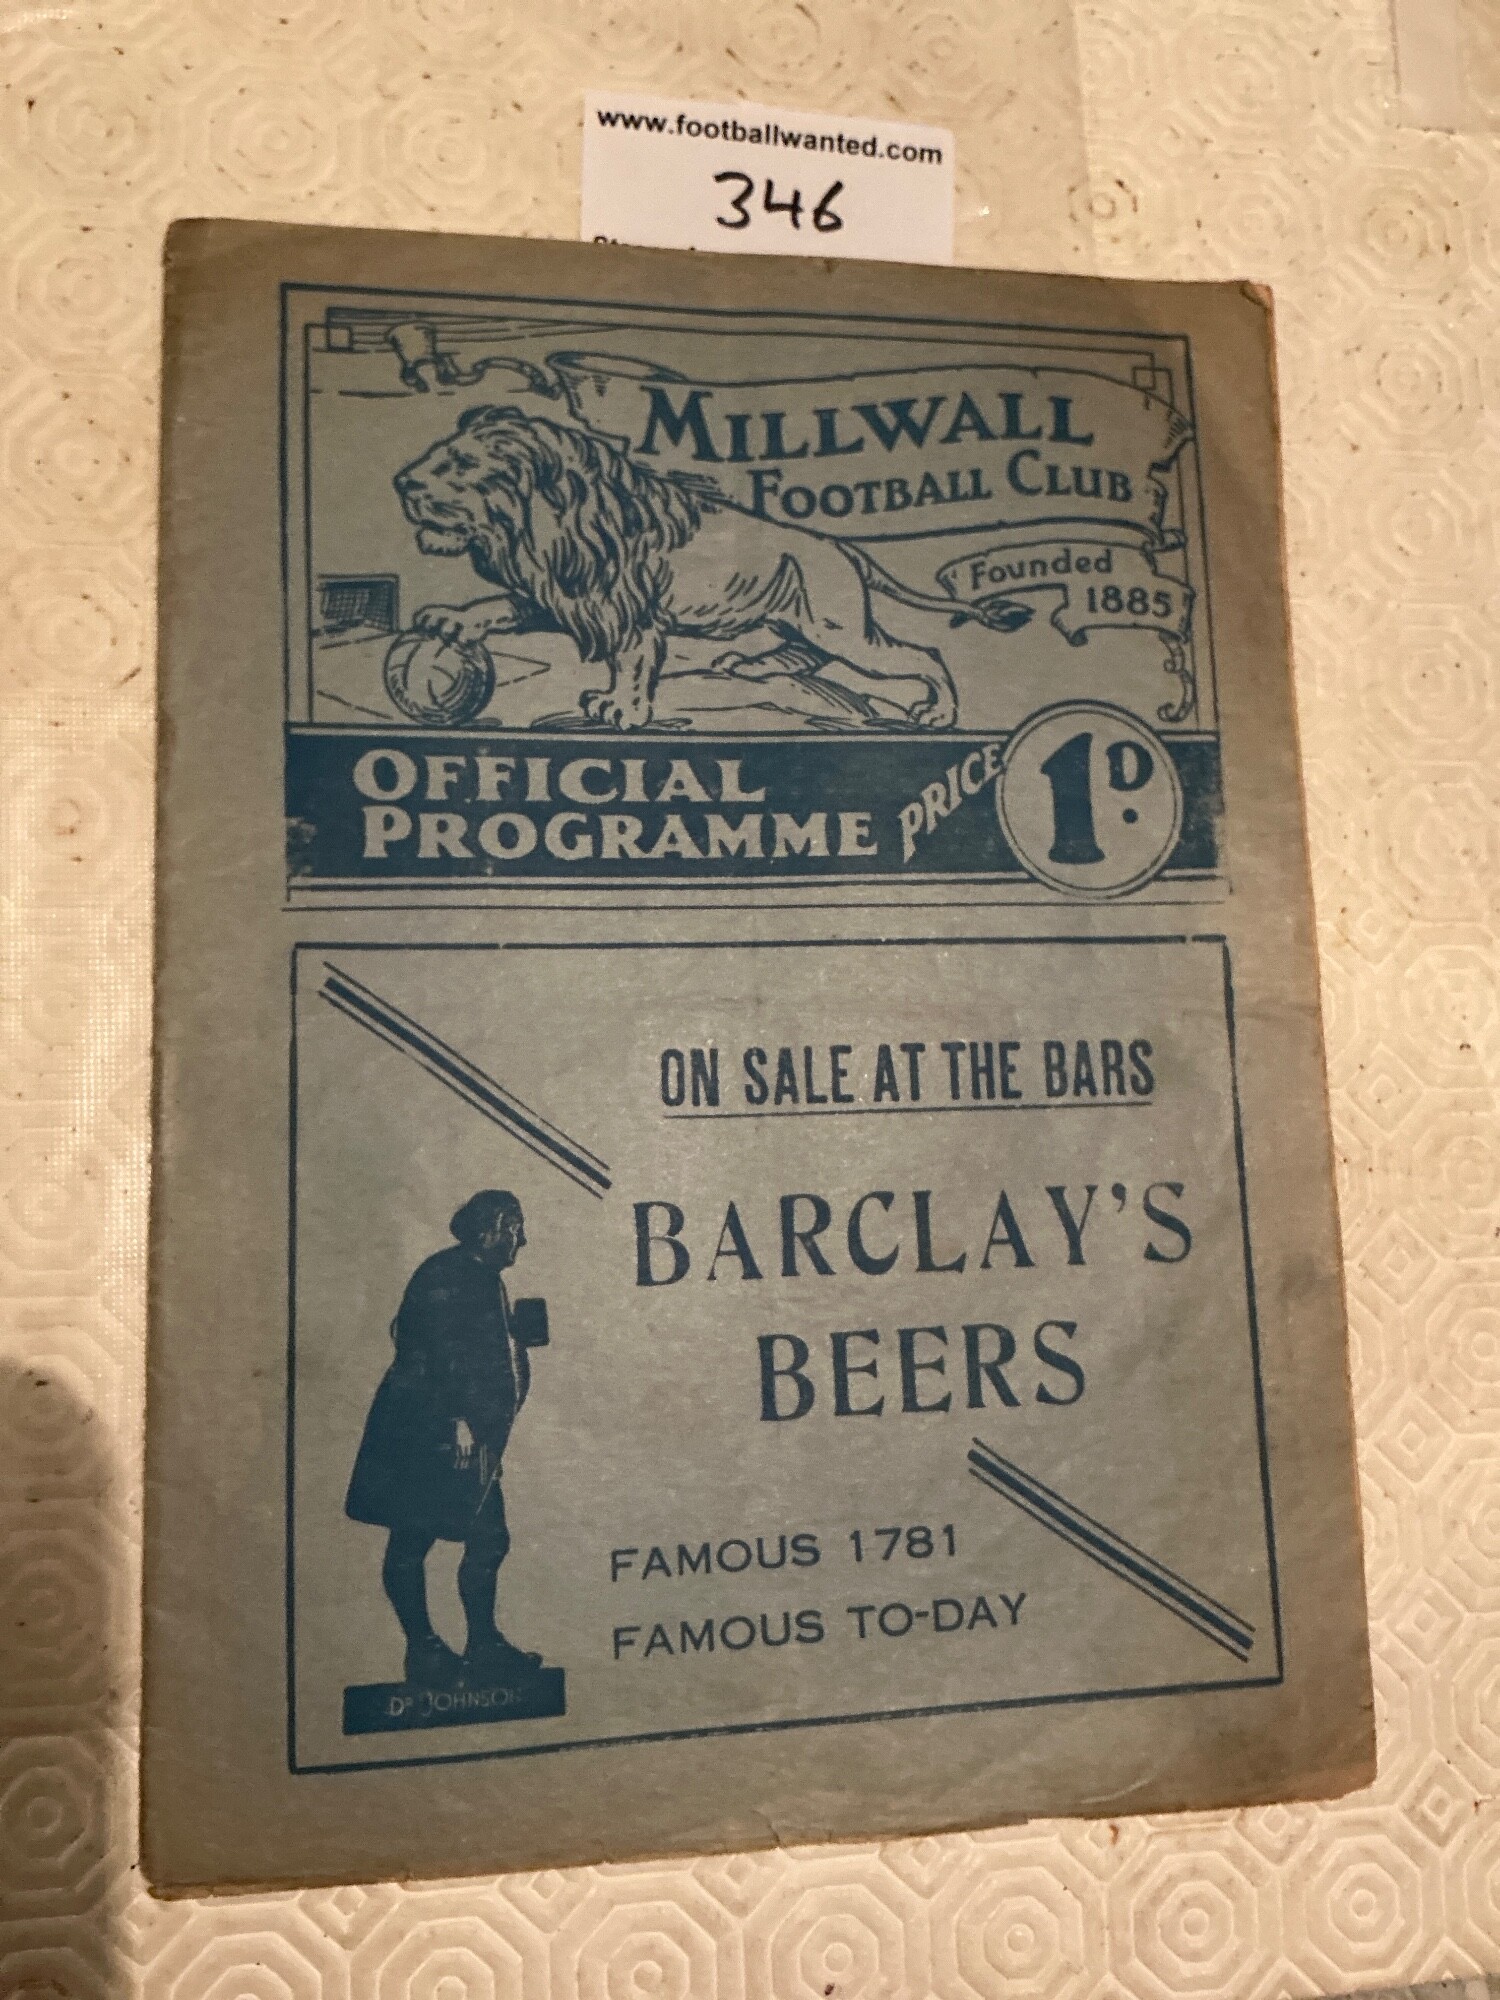 www.footballwanted.com
346
MILLWALL
FOOTBALL CLUB
Founded
1885
OFFICIAL
PROGRAMME
PRICE
1D.
ON SALE AT THE BARS
BARCLAY'S
BEERS
FAMOUS 1781
FAMOUS TO-DAY
DR JOHNSON